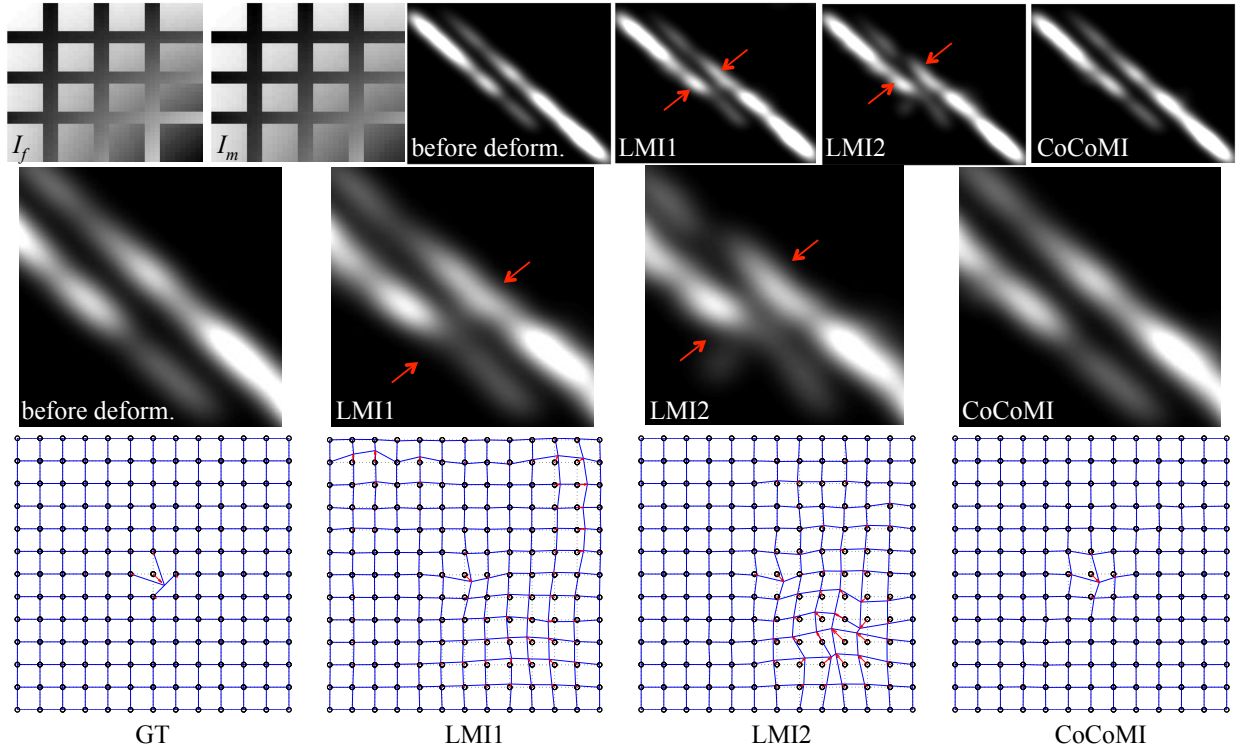 I_f
I_m
before deform.
LMI1
LMI2
CoCoMI
before deform.
LMI1
LMI2
CoCoMI
GT
LMI1
LMI2
CoCoMI